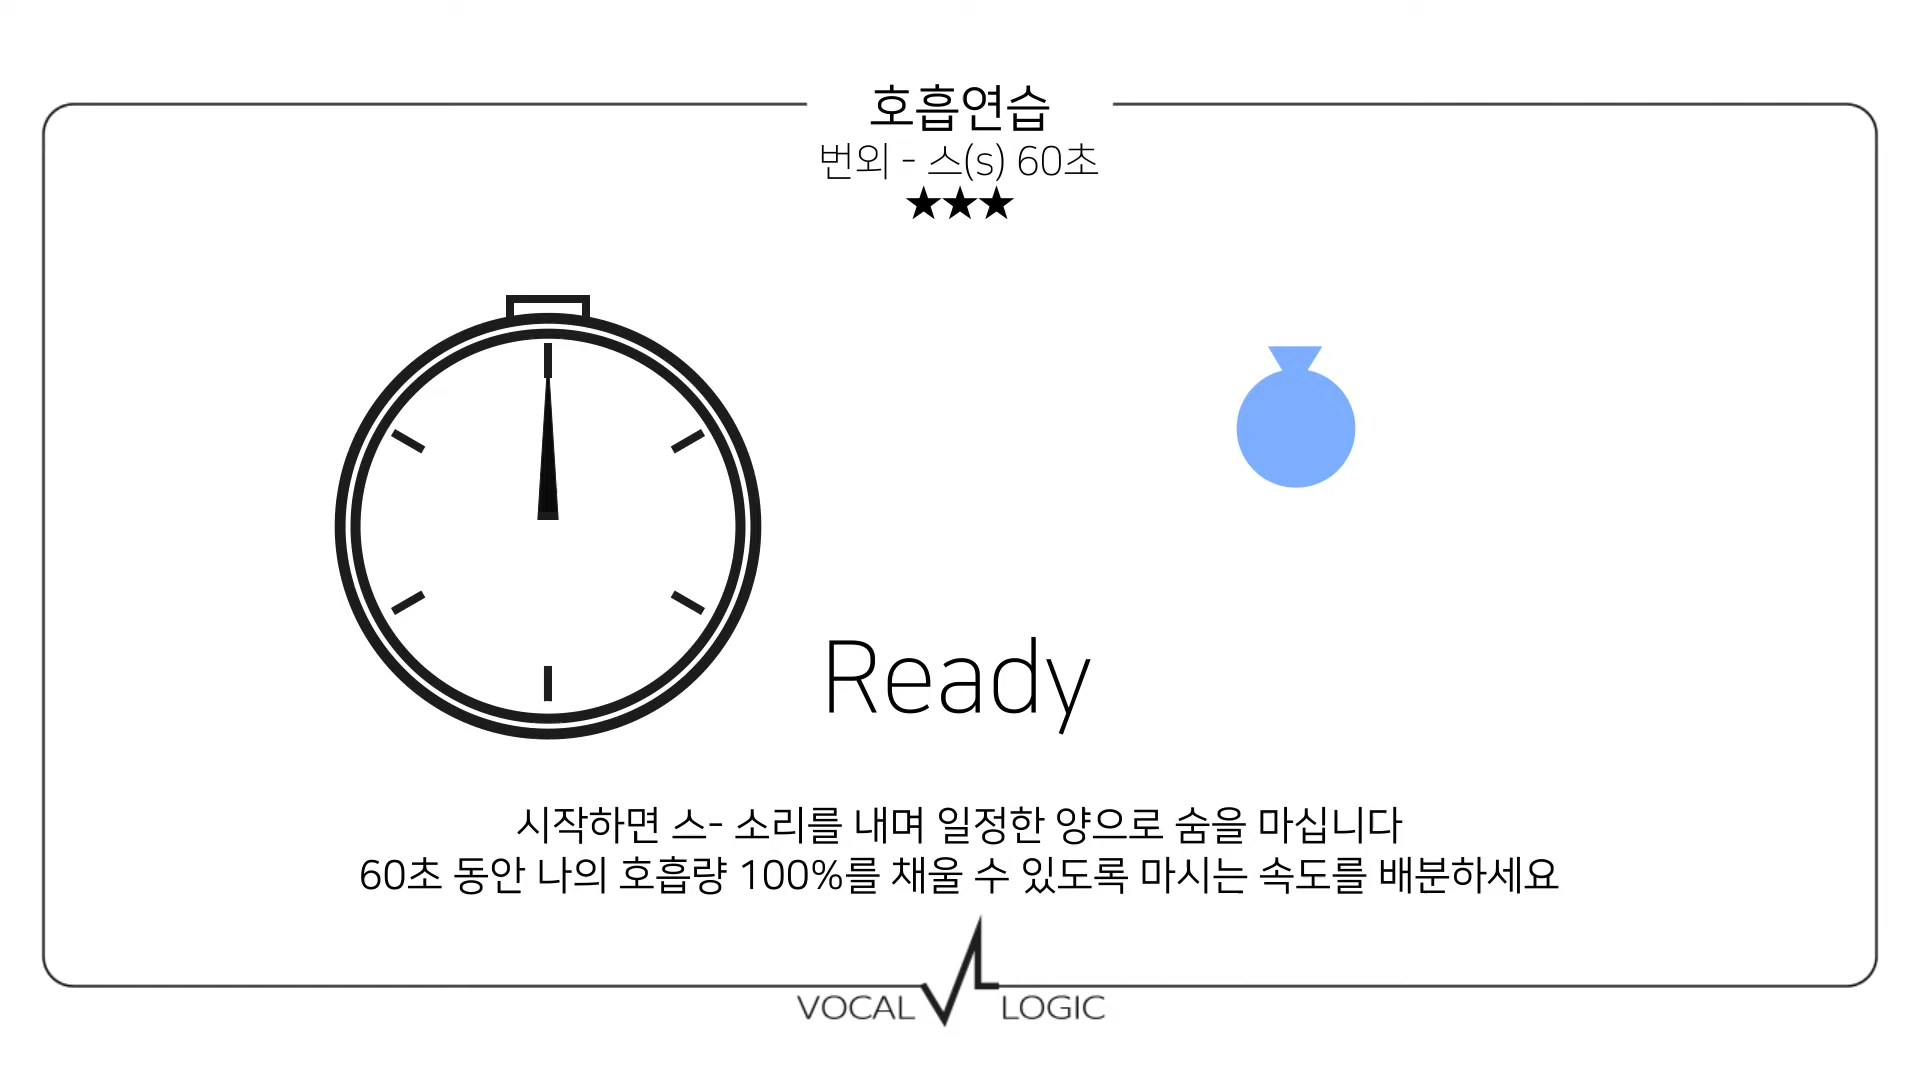 호흡연습
번외 - 스(s) 60초
★★★
Ready
시작하면 스- 소리를 내며 일정한 양으로 숨을 마십니다
60초 동안 나의 호흡량 100%를 채울 수 있도록 마시는 속도를 배분하세요
VOCAL LOGIC